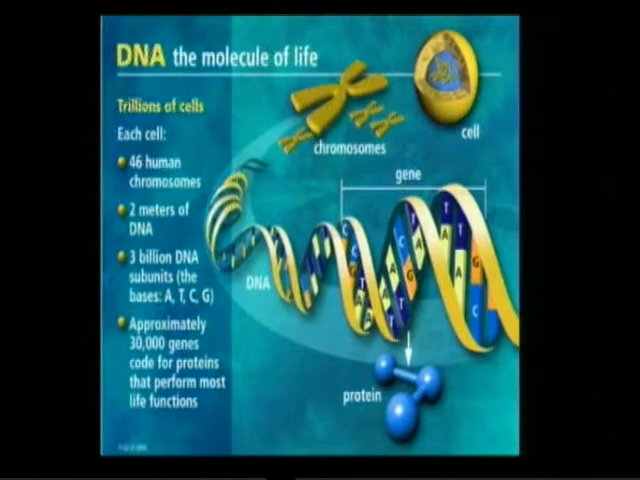 DNA the molecule of life
Trillions of cells
Each cell:
46 human
chromosomes
2 meters of
DNA
3 billion DNA
subunits (the
bases: A, T, C, G)
Approximately
30,000 genes
code for proteins
that perform most
life functions
chromosomes
cell
gene
DNA
protein